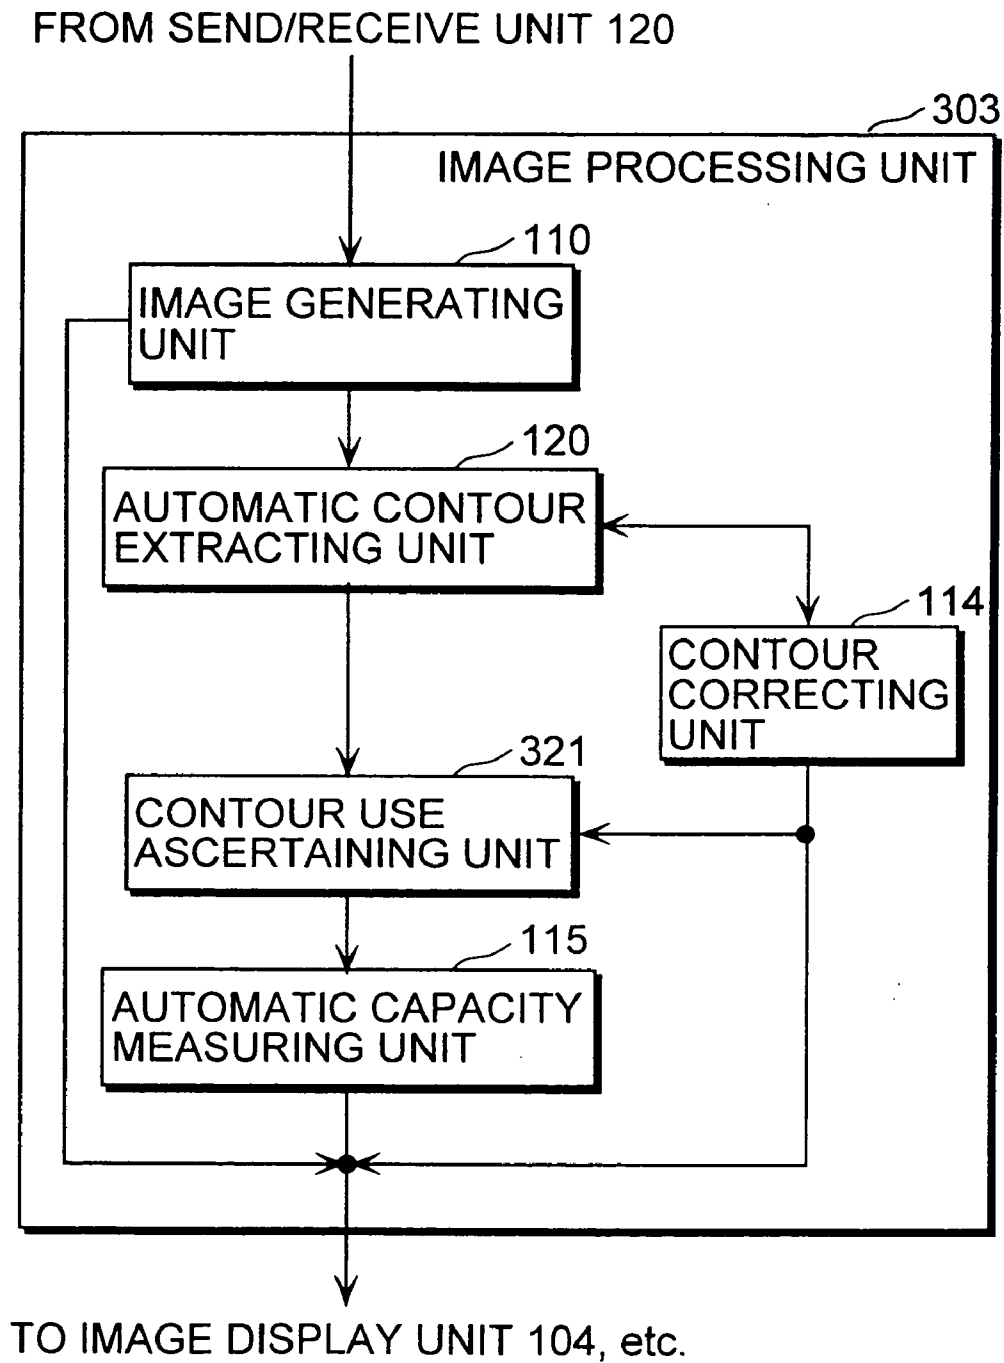 FROM SEND/RECEIVE UNIT 120
303
IMAGE PROCESSING UNIT
110
IMAGE GENERATING
UNIT
120
AUTOMATIC CONTOUR
EXTRACTING UNIT
114
CONTOUR
CORRECTING
UNIT
321
CONTOUR USE
ASCERTAINING UNIT
115
AUTOMATIC CAPACITY
MEASURING UNIT
TO IMAGE DISPLAY UNIT 104, etc.